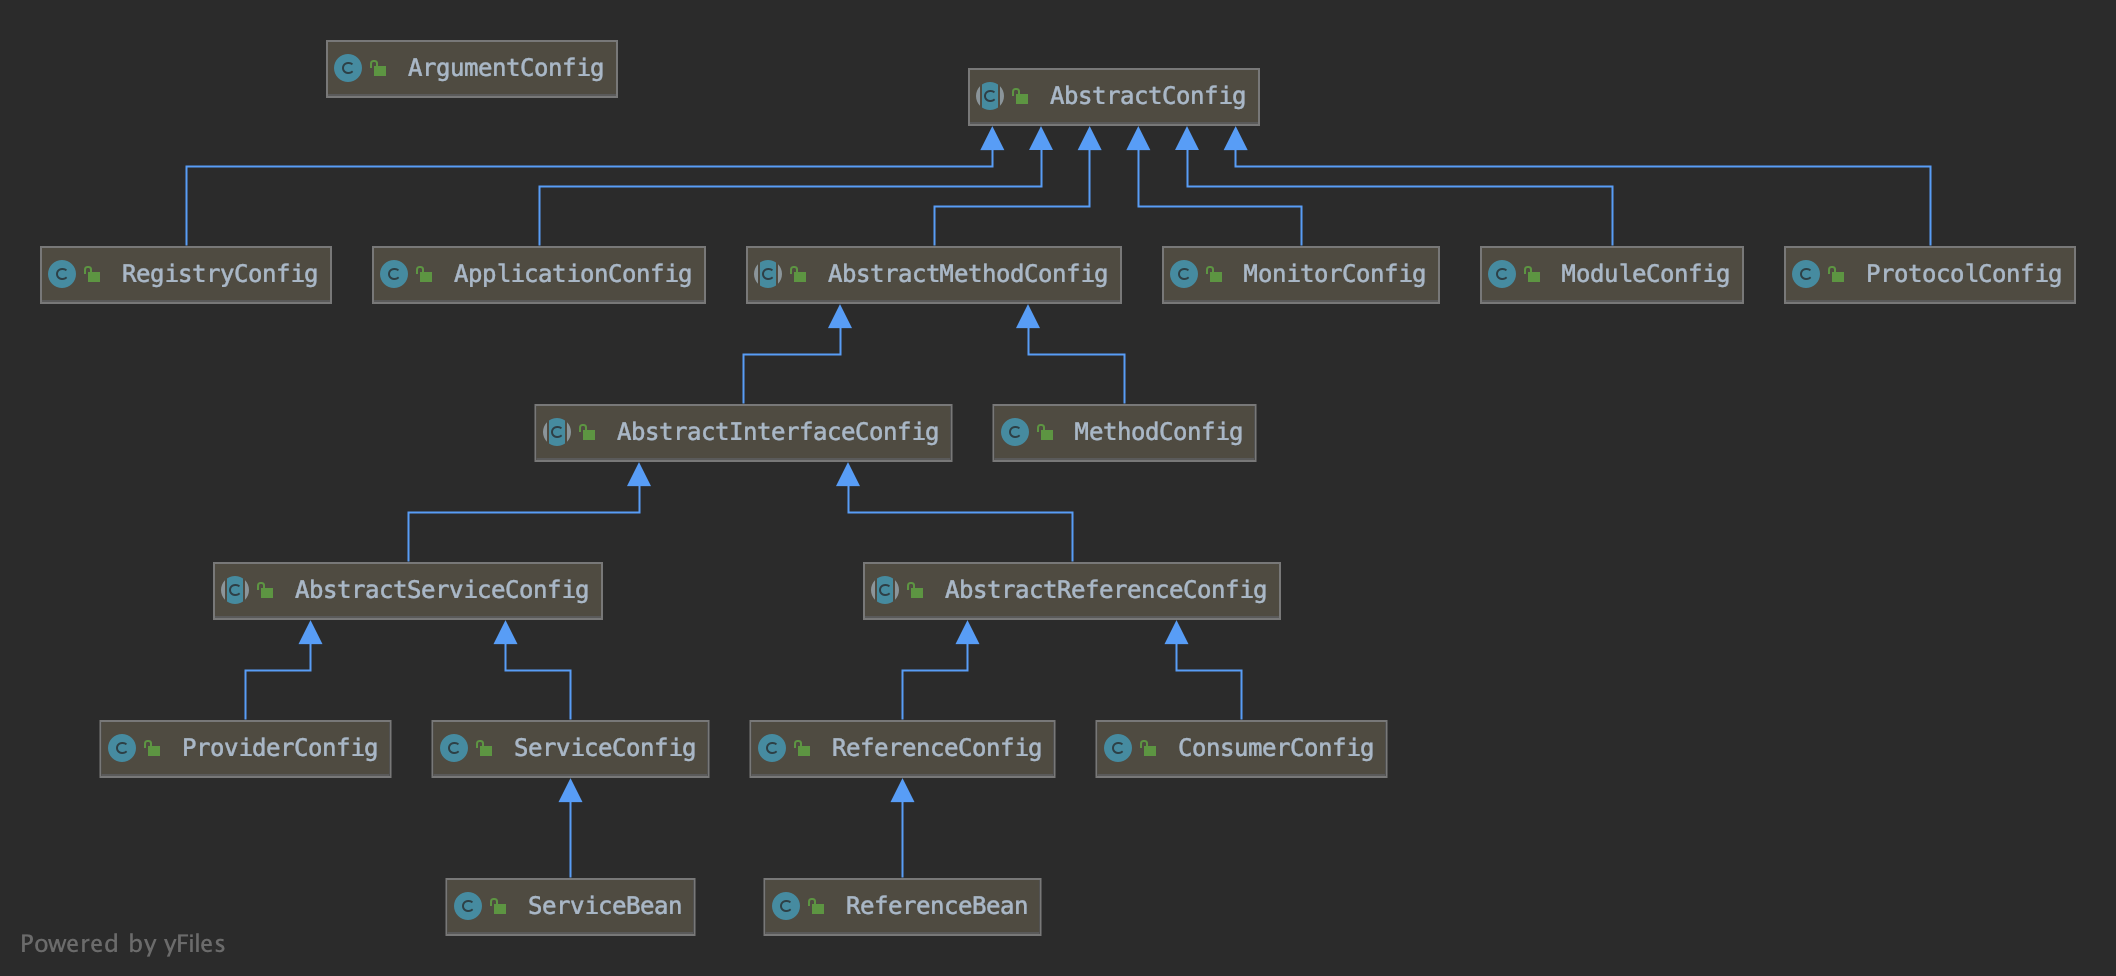 ArgumentConfig
AbstractConfig
RegistryConfig
ApplicationConfig
AbstractMethodConfig
MonitorConfig
ModuleConfig
ProtocolConfig
AbstractInterfaceConfig
MethodConfig
AbstractServiceConfig
AbstractReferenceConfig
ProviderConfig
ServiceConfig
ReferenceConfig
ConsumerConfig
ServiceBean
ReferenceBean
Powered by yFiles